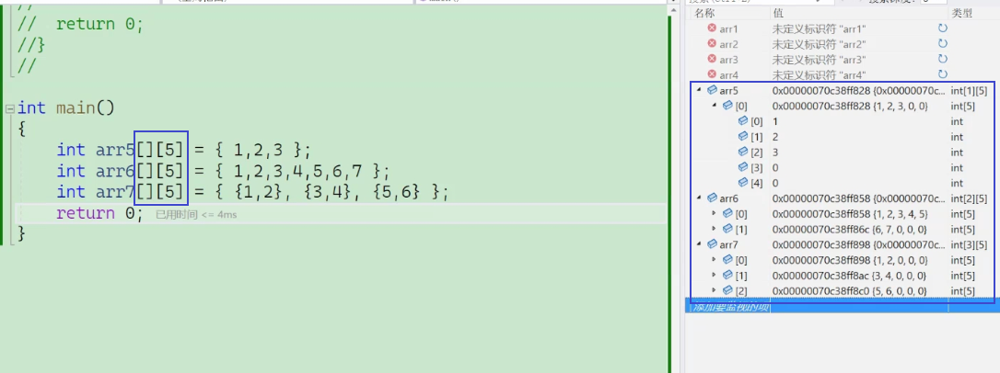 //
//  return 0;
//}
//
int main()
{
int arr5[][5] = { 1,2,3 };
int arr6[][5] = { 1,2,3,4,5,6,7 };
int arr7[][5] = { {1,2}, {3,4}, {5,6} };
return 0; 已用时间 <= 4ms
}
名称 值 类型
arr1 未定义标识符 "arr1"
arr2 未定义标识符 "arr2"
arr3 未定义标识符 "arr3"
arr4 未定义标识符 "arr4"
arr5 0x00000070c38ff828 {0x00000070c... int[1][5]
[0] 0x00000070c38ff828 {1, 2, 3, 0, 0} int[5]
[0] 1 int
[1] 2 int
[2] 3 int
[3] 0 int
[4] 0 int
arr6 0x00000070c38ff858 {0x00000070c... int[2][5]
[0] 0x00000070c38ff858 {1, 2, 3, 4, 5} int[5]
[1] 0x00000070c38ff86c {6, 7, 0, 0, 0} int[5]
arr7 0x00000070c38ff898 {0x00000070c... int[3][5]
[0] 0x00000070c38ff898 {1, 2, 0, 0, 0} int[5]
[1] 0x00000070c38ff8ac {3, 4, 0, 0, 0} int[5]
[2] 0x00000070c38ff8c0 {5, 6, 0, 0, 0} int[5]
添加要监视的项